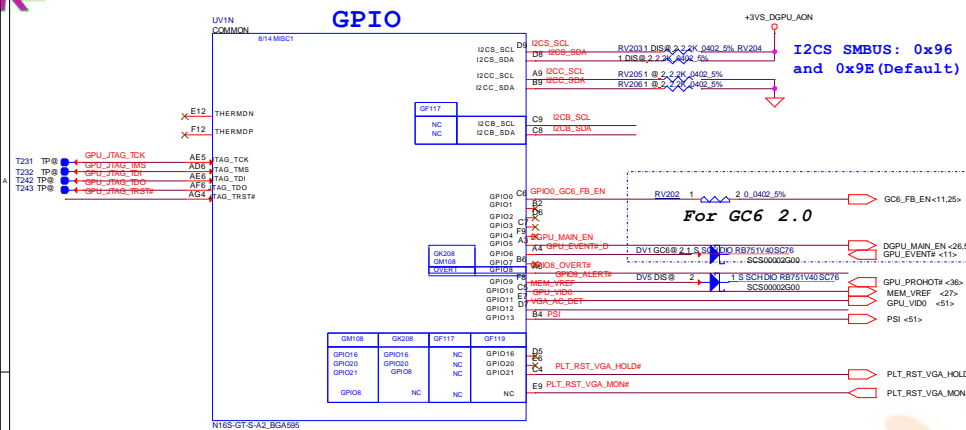 GPIO
UV1N
COMMON
8/14 MISC1
+3VS_DGPU_AON
I2CS SMBUS: 0x96
and 0x9E(Default)
I2CS_SCL D9 I2CS_SCL
I2CS_SDA D8 I2CS_SDA
RV203 1 DIS@ 2 2.2K_0402_5% RV204
1 DIS@ 2 2.2K_0402_5%
I2CC_SCL A9 I2CC_SCL RV205 1 @ 2 2.2K_0402_5%
I2CC_SDA B9 I2CC_SDA RV206 1 @ 2 2.2K_0402_5%
GF117
NC I2CB_SCL C9 I2CB_SCL
NC I2CB_SDA C8 I2CB_SDA
E12 THERMDN
F12 THERMDP
T231 TP@ GPU_JTAG_TCK AE5 JTAG_TCK
T232 TP@ GPU_JTAG_TMS AD6 JTAG_TMS
T242 TP@ GPU_JTAG_TDI AE6 JTAG_TDI
T243 TP@ GPU_JTAG_TDO AF6 JTAG_TDO
GPU_JTAG_TRST# AG4 JTAG_TRST#
A
GPIO0 C6 GPIO0_GC6_FB_EN RV202 1 2 0_0402_5% GC6_FB_EN<11,25>
GPIO1 B2
GPIO2 D6
GPIO3 C7
GPIO4 F9
GPIO5 A3 DGPU_MAIN_EN
GPIO6 A4 GPU_EVENT#_D
GPIO7 B6
GPIO8 A6 GPIO8_OVERT#
GPIO9 F8 GPIO9_ALERT#
GPIO10 C5 MEM_VREF
GPIO11 E7 GPU_VID0
GPIO12 D7 VGA_AC_DET
GPIO13 B4 PSI
For GC6 2.0
DV1 GC6@ 2 1 S SCH DIO RB751V40 SC76
SCS00002G00
DV5 DIS@ 2 1 S SCH DIO RB751V40 SC76
SCS00002G00
DGPU_MAIN_EN <26,5
GPU_EVENT# <11>
GPU_PROHOT# <36>
MEM_VREF <27>
GPU_VID0 <51>
PSI <51>
GK208
GM108
OVERT
GM108 GK208 GF117 GF119
GPIO16 GPIO16 NC GPIO16 D5
GPIO20 GPIO20 NC GPIO20 E6
GPIO21 GPIO8 NC GPIO21 C4 PLT_RST_VGA_HOLD# PLT_RST_VGA_HOLD
GPIO8 NC NC NC E9 PLT_RST_VGA_MON# PLT_RST_VGA_MON
N16S-GT-S-A2_BGA595